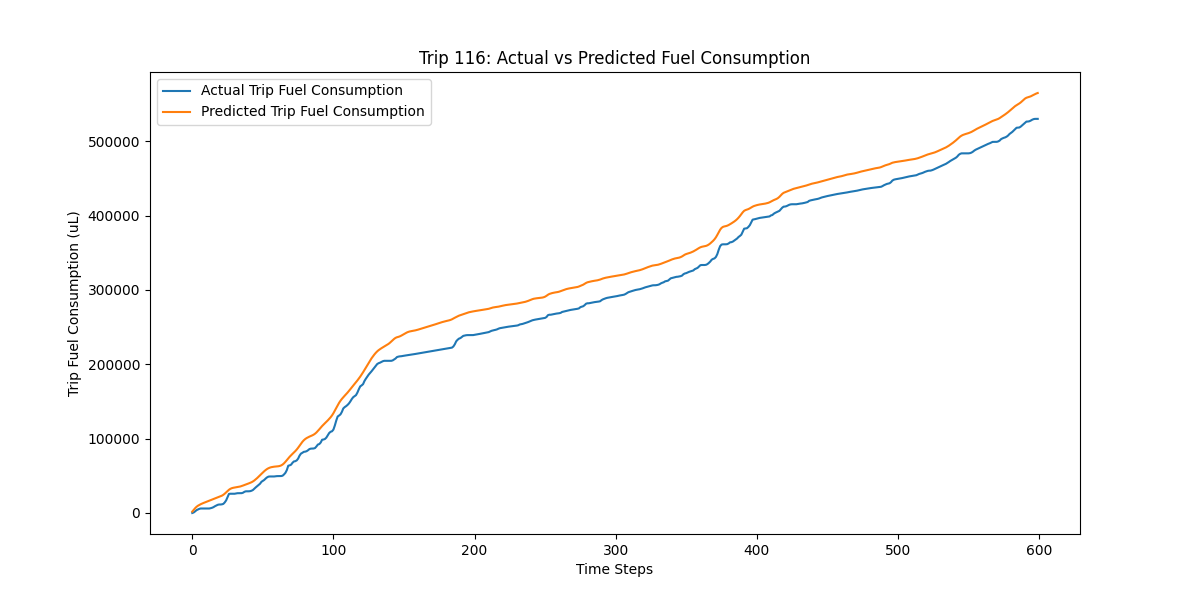 Trip 116: Actual vs Predicted Fuel Consumption
Actual Trip Fuel Consumption
Predicted Trip Fuel Consumption
Trip Fuel Consumption (uL)
500000
400000
300000
200000
100000
0
0 100 200 300 400 500 600
Time Steps